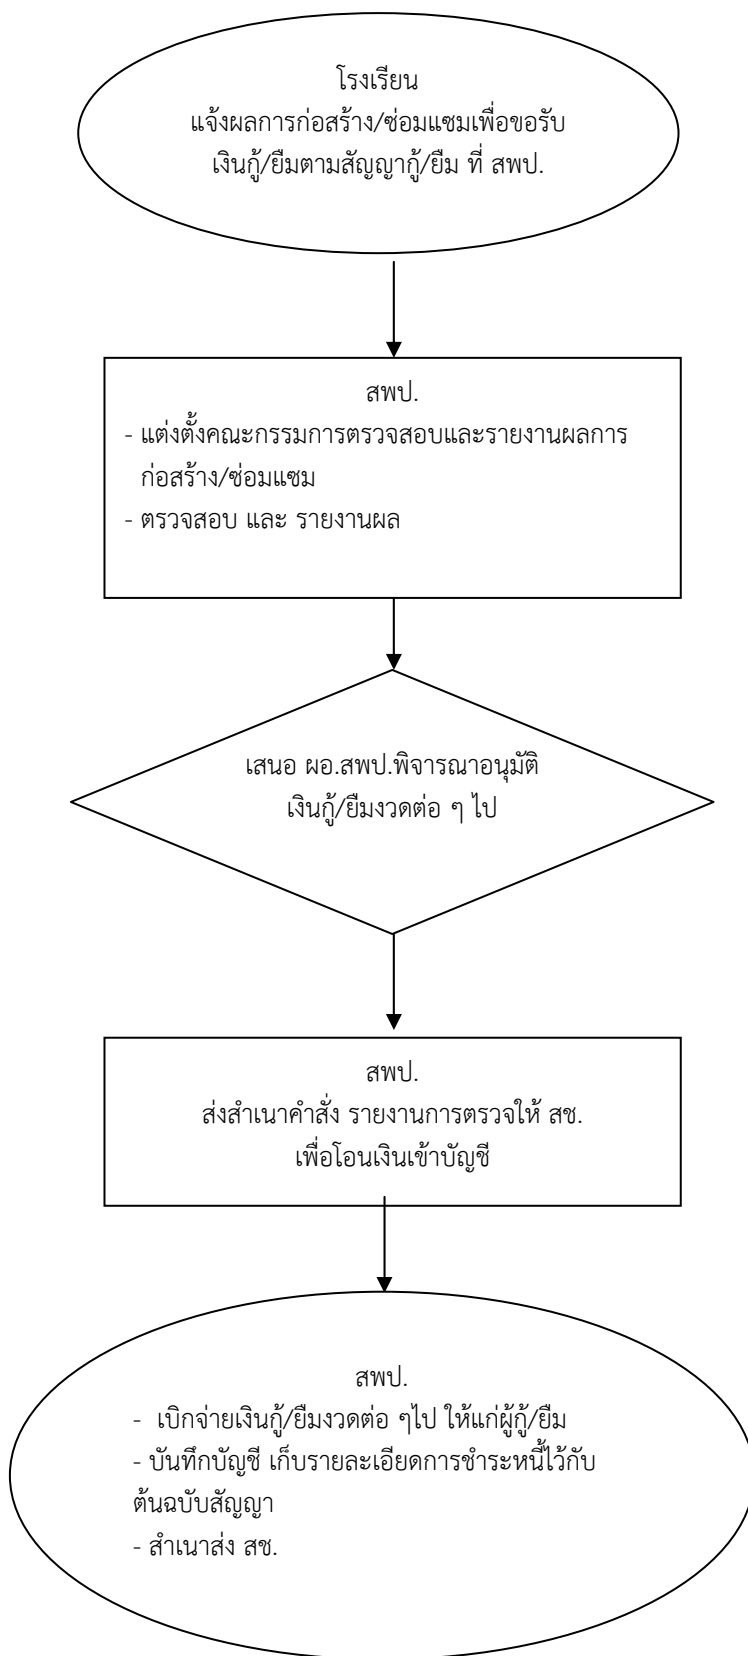 โรงเรียน
แจ้งผลการก่อสร้าง/ซ่อมแซมเพื่อขอรับ
เงินกู้/ยืมตามสัญญากู้/ยืม ที่ สพป.
สพป.
- แต่งตั้งคณะกรรมการตรวจสอบและรายงานผลการ
ก่อสร้าง/ซ่อมแซม
- ตรวจสอบ และ รายงานผล
เสนอ ผอ.สพป.พิจารณาอนุมัติ
เงินกู้/ยืมงวดต่อ ๆ ไป
สพป.
ส่งสำเนาคำสั่ง รายงานการตรวจให้ สช.
เพื่อโอนเงินเข้าบัญชี
สพป.
- เบิกจ่ายเงินกู้/ยืมงวดต่อ ๆไป ให้แก่ผู้กู้/ยืม
- บันทึกบัญชี เก็บรายละเอียดการชำระหนี้ไว้กับ
ต้นฉบับสัญญา
- สำเนาส่ง สช.